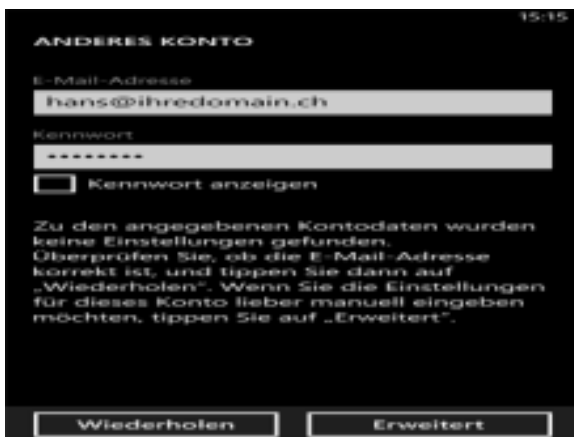 15:15
ANDERES KONTO
E-Mail-Adresse
hans@ihredomain.ch
Kennwort
••••••••
Kennwort anzeigen
Zu den angegebenen Kontodaten wurden
keine Einstellungen gefunden.
Überprüfen Sie, ob die E-Mail-Adresse
korrekt ist, und tippen Sie dann auf
„Wiederholen“. Wenn Sie die Einstellungen
für dieses Konto lieber manuell eingeben
möchten, tippen Sie auf „Erweitert“.
Wiederholen
Erweitert